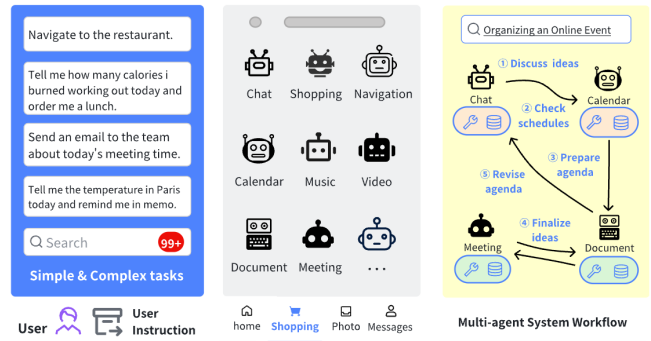 Navigate to the restaurant.
Tell me how many calories i
burned working out today and
order me a lunch.
Send an email to the team
about today's meeting time.
Tell me the temperature in Paris
today and remind me in memo.
Search
99+
Simple & Complex tasks
User
User
Instruction
Chat
Shopping
Navigation
Calendar
Music
Video
Document
Meeting
...
home
Shopping
Photo
Messages
Organizing an Online Event
① Discuss ideas
Chat
Calendar
② Check
schedules
③ Prepare
agenda
⑤ Revise
agenda
④ Finalize
ideas
Meeting
Document
Multi-agent System Workflow